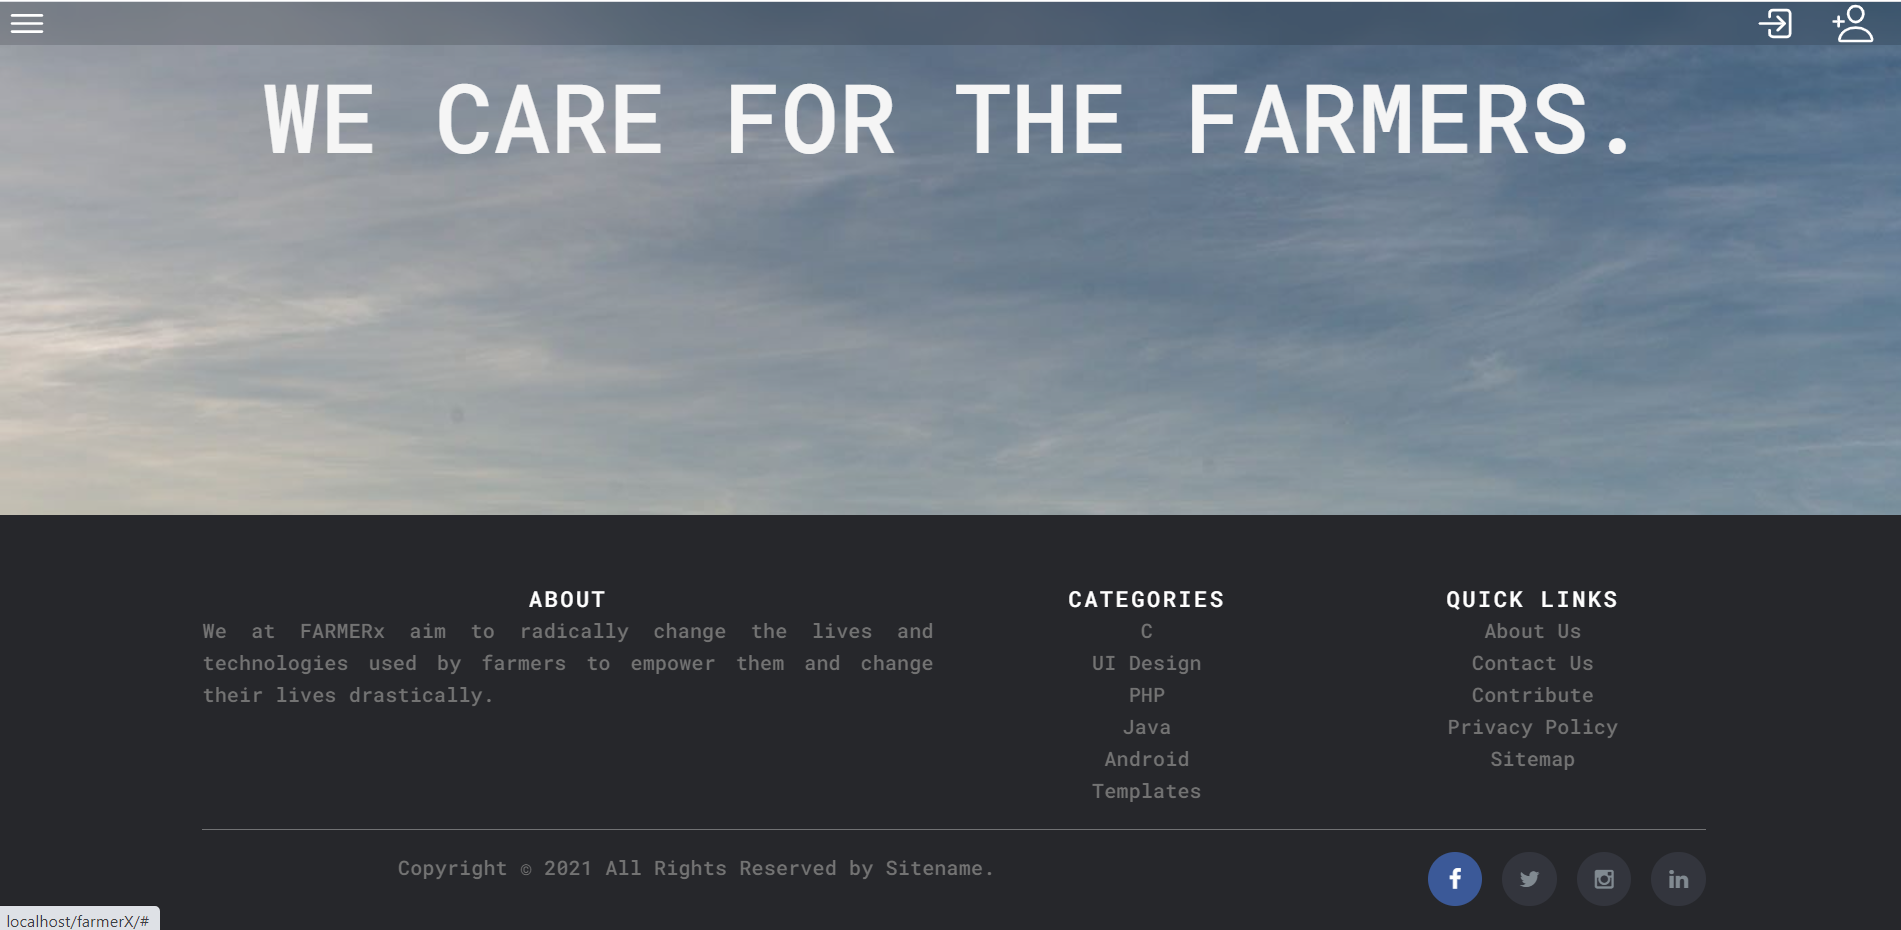 WE CARE FOR THE FARMERS.
ABOUT
We at FARMERx aim to radically change the lives and
technologies used by farmers to empower them and change
their lives drastically.
CATEGORIES
C
UI Design
PHP
Java
Android
Templates
QUICK LINKS
About Us
Contact Us
Contribute
Privacy Policy
Sitemap
Copyright © 2021 All Rights Reserved by Sitename.
localhost/farmerX/#